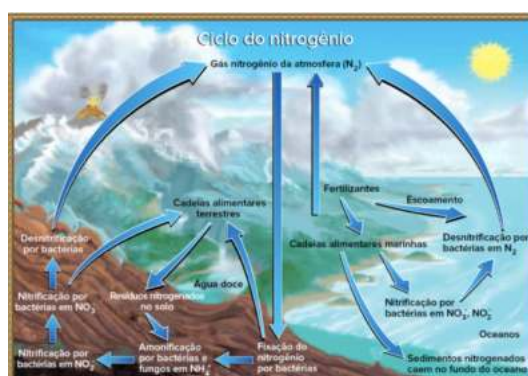 Ciclo do nitrogênio
Gás nitrogênio da atmosfera (N₂)
Cadeias alimentares
terrestres
Fertilizantes
Escoamento
Desnitrificação
por bactérias
Cadeias alimentares marinhas
Desnitrificação por
bactérias em N₂
Água doce
Nitrificação por
bactérias em NO₃⁻
Resíduos nitrogenados
no solo
Nitrificação por
bactérias em NO₃⁻, NO₂⁻
Oceanos
Nitrificação por
bactérias em NO₂⁻
Amonificação
por bactérias e
fungos em NH₄⁺
Fixação do
nitrogênio
por bactérias
Sedimentos nitrogenados
caem no fundo do oceano